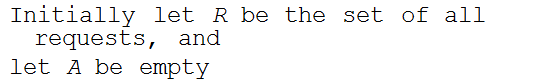 Initially let R be the set of all
requests, and
let A be empty